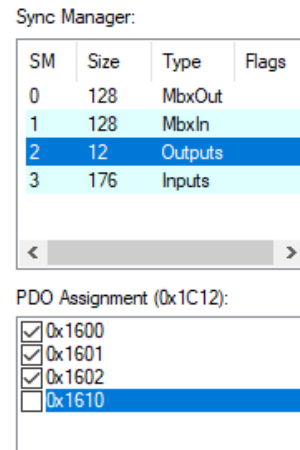 Sync Manager:
SM Size Type Flags
0 128 MbxOut
1 128 MbxIn
2 12 Outputs
3 176 Inputs
PDO Assignment (0x1C12):
0x1600
0x1601
0x1602
0x1610